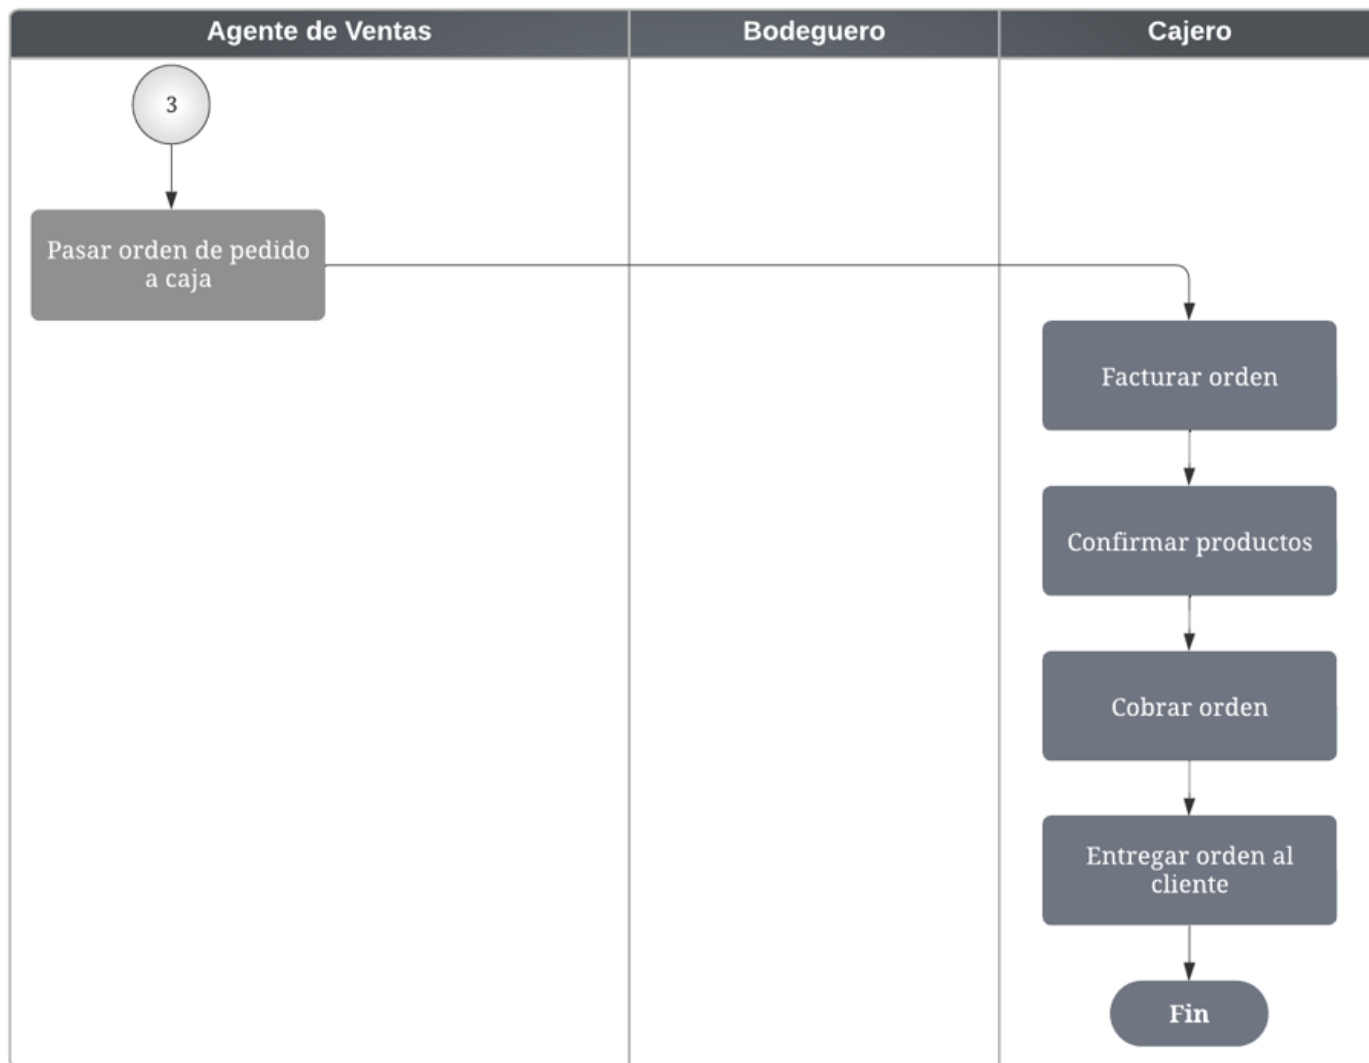 Agente de Ventas
Bodeguero
Cajero
3
Pasar orden de pedido
a caja
Facturar orden
Confirmar productos
Cobrar orden
Entregar orden al
cliente
Fin